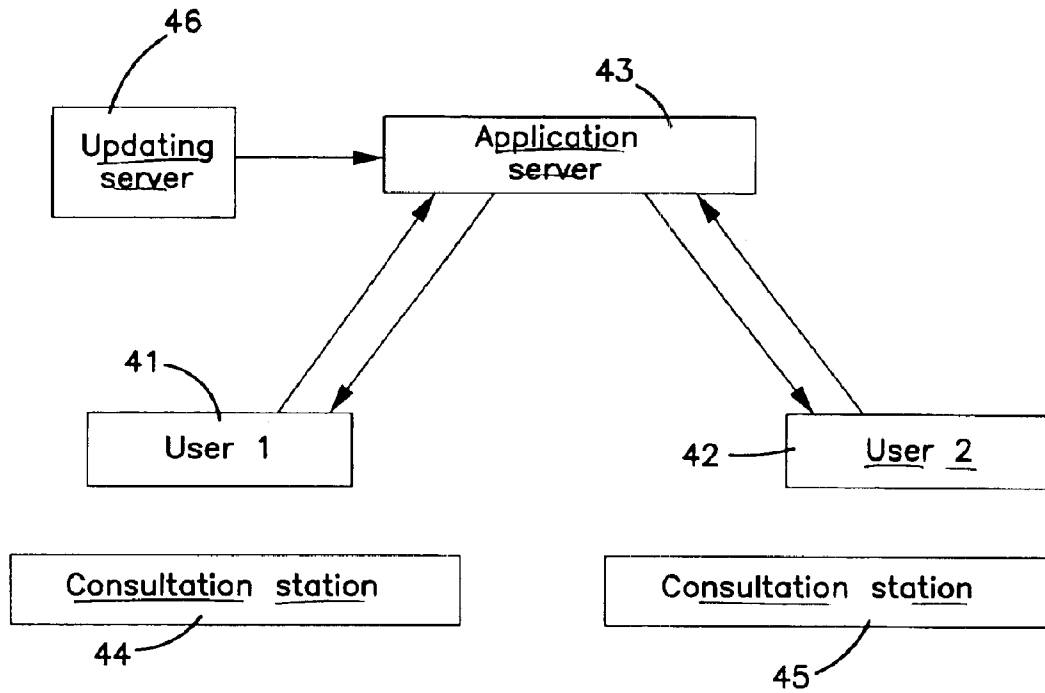 46
43
Updating
server
Application
server
41
User 1
42
User 2
Consultation station
Consultation station
44
45